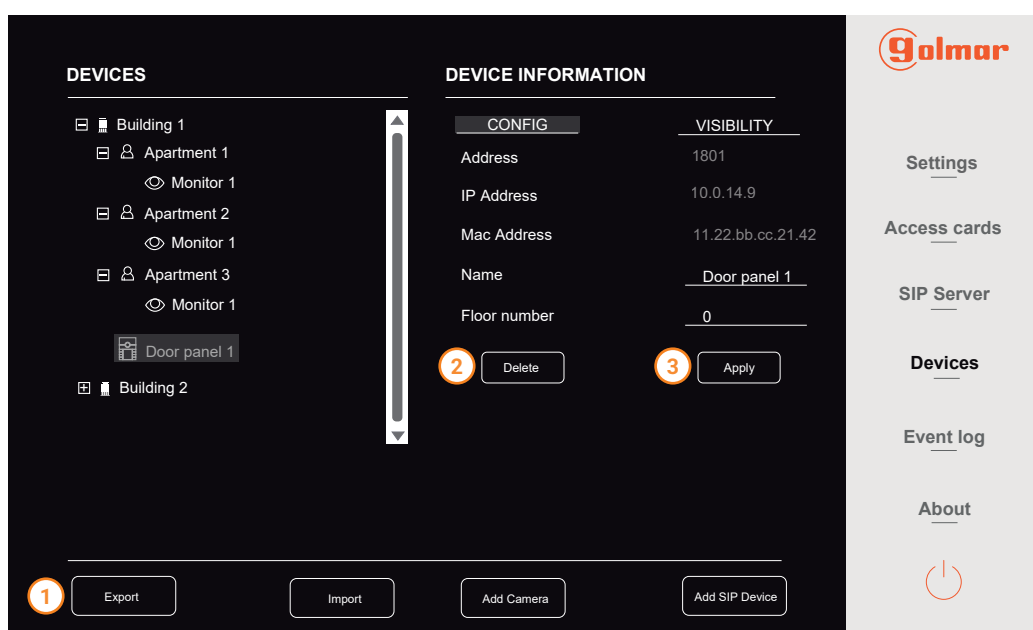 DEVICES
Building 1
Apartment 1
Monitor 1
Apartment 2
Monitor 1
Apartment 3
Monitor 1
Door panel 1
Building 2
DEVICE INFORMATION
CONFIG VISIBILITY
Address 1801
IP Address 10.0.14.9
Mac Address 11.22.bb.cc.21.42
Name Door panel 1
Floor number 0
2 Delete 3 Apply
1 Export Import Add Camera Add SIP Device
golmar
Settings
Access cards
SIP Server
Devices
Event log
About